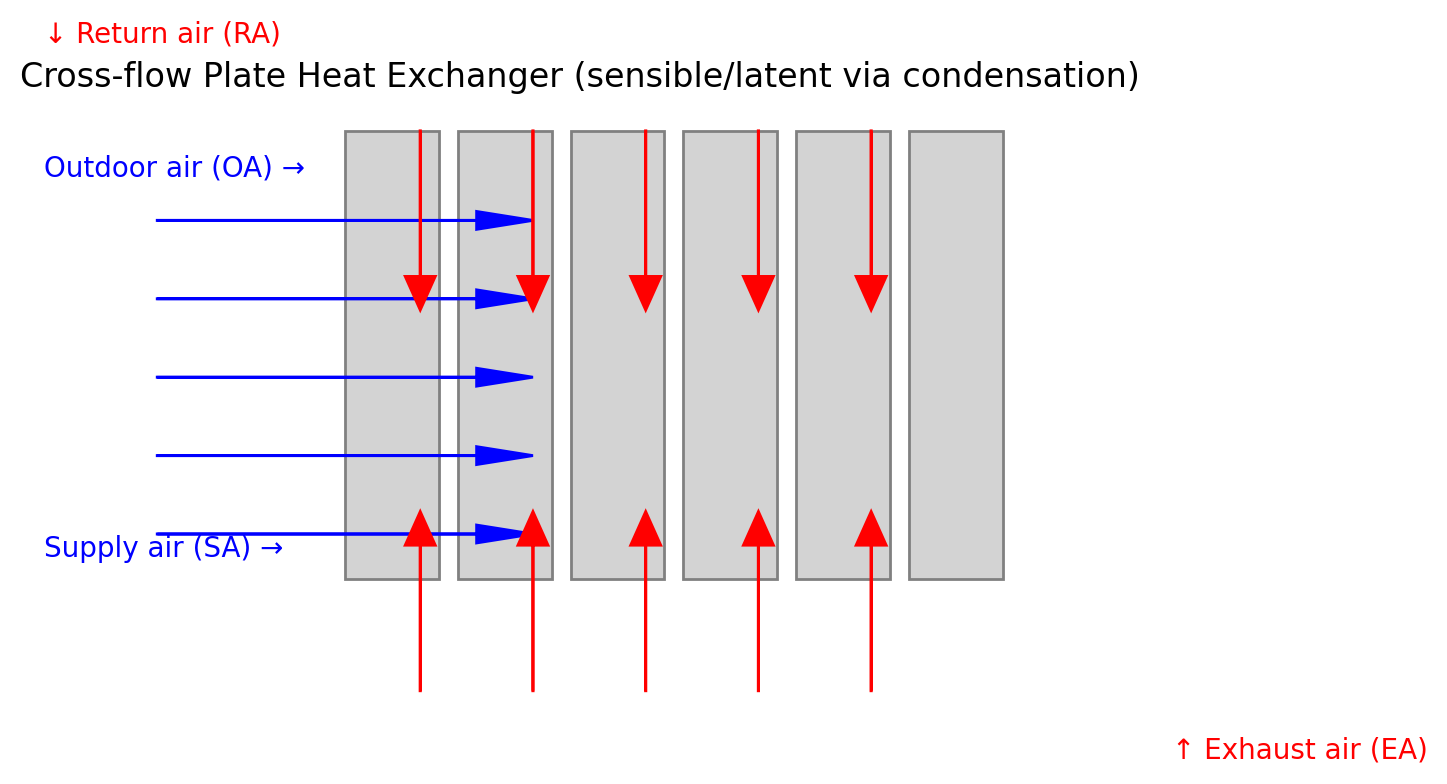 ↓ Return air (RA)
Cross-flow Plate Heat Exchanger (sensible/latent via condensation)
Outdoor air (OA) →
Supply air (SA) →
↑ Exhaust air (EA)